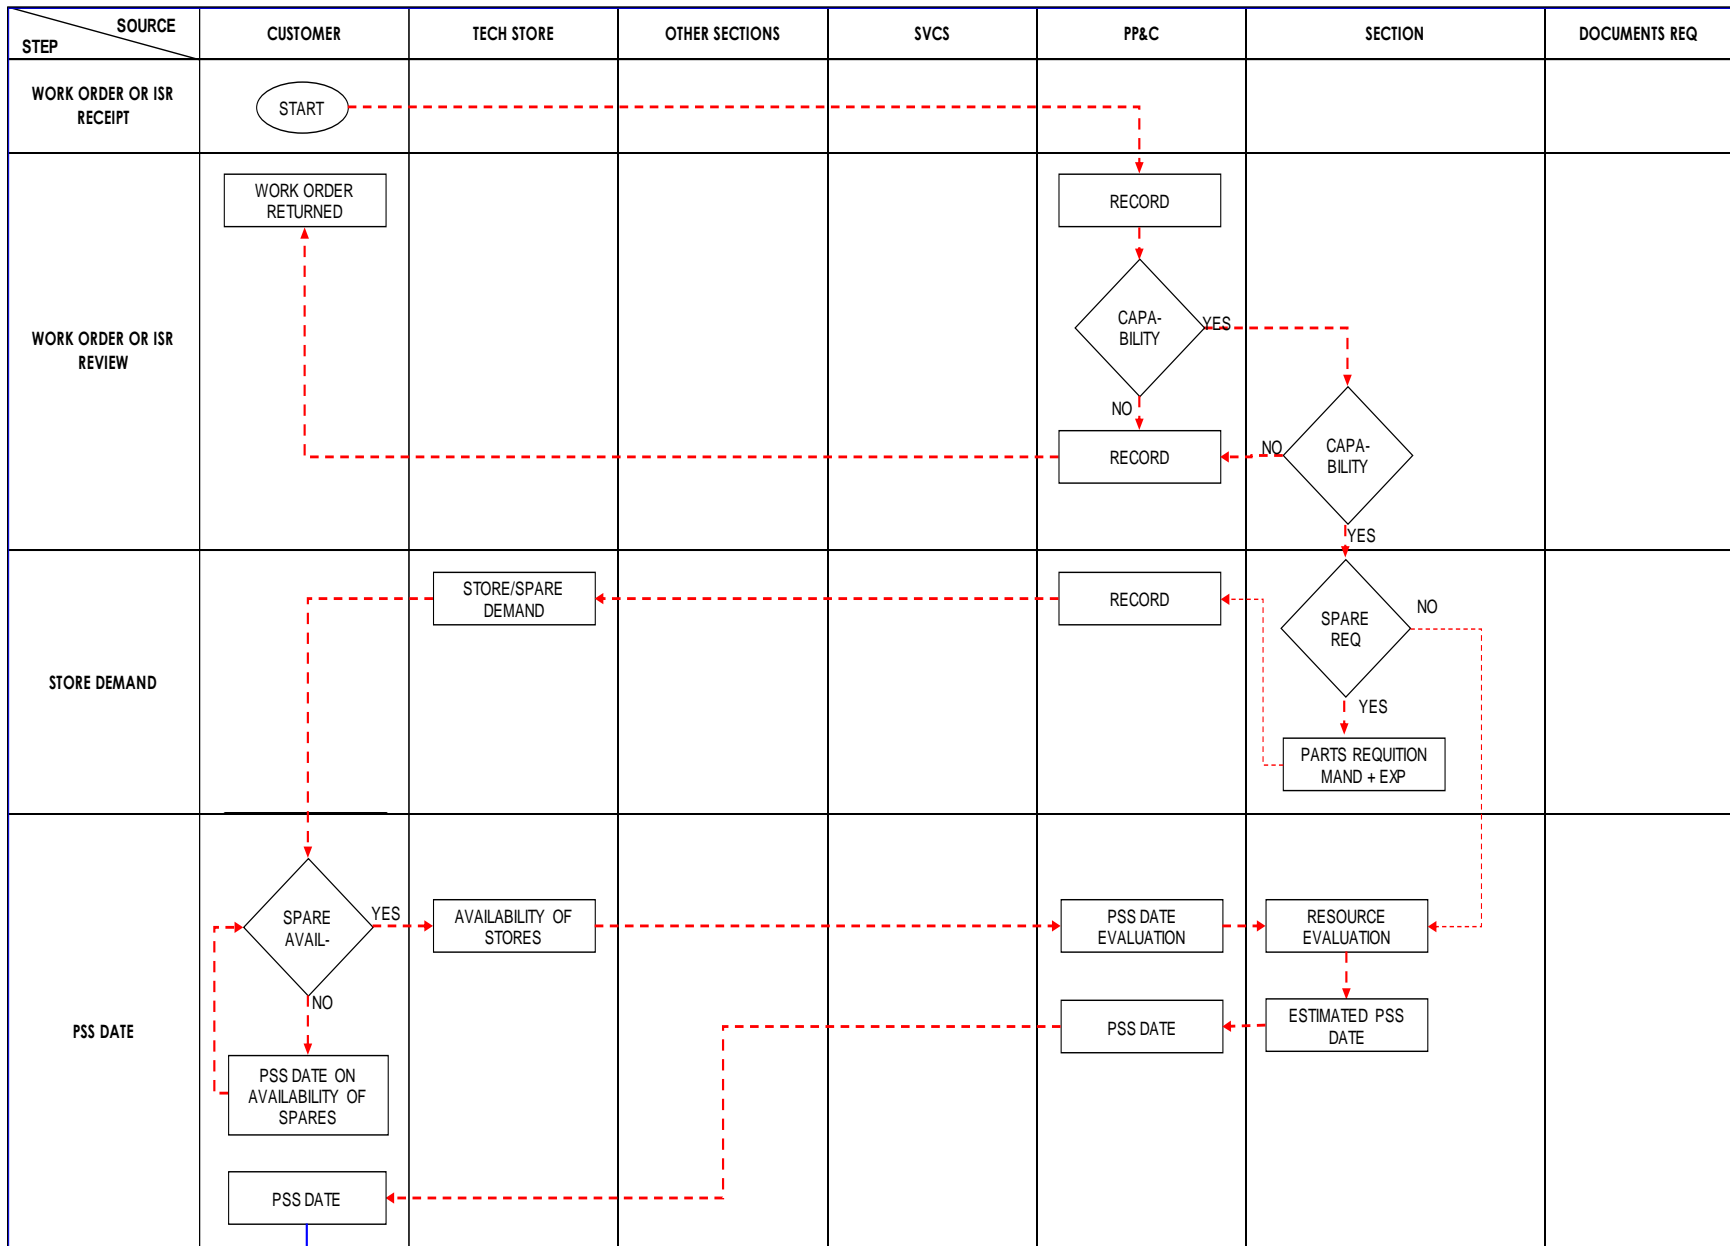 SOURCE
STEP
CUSTOMER
TECH STORE
OTHER SECTIONS
SVCS
PP&C
SECTION
DOCUMENTS REQ
WORK ORDER OR ISR
RECEIPT
START
WORK ORDER OR ISR
REVIEW
WORK ORDER
RETURNED
RECORD
CAPA-
BILITY
YES
NO
RECORD
NO
CAPA-
BILITY
YES
STORE DEMAND
STORE/SPARE
DEMAND
RECORD
SPARE
REQ
NO
YES
PARTS REQUITION
MAND + EXP
PSS DATE
SPARE
AVAIL-
YES
NO
AVAILABILITY OF
STORES
PSS DATE
EVALUATION
RESOURCE
EVALUATION
PSS DATE
ESTIMATED PSS
DATE
PSS DATE ON
AVAILABILITY OF
SPARES
PSS DATE